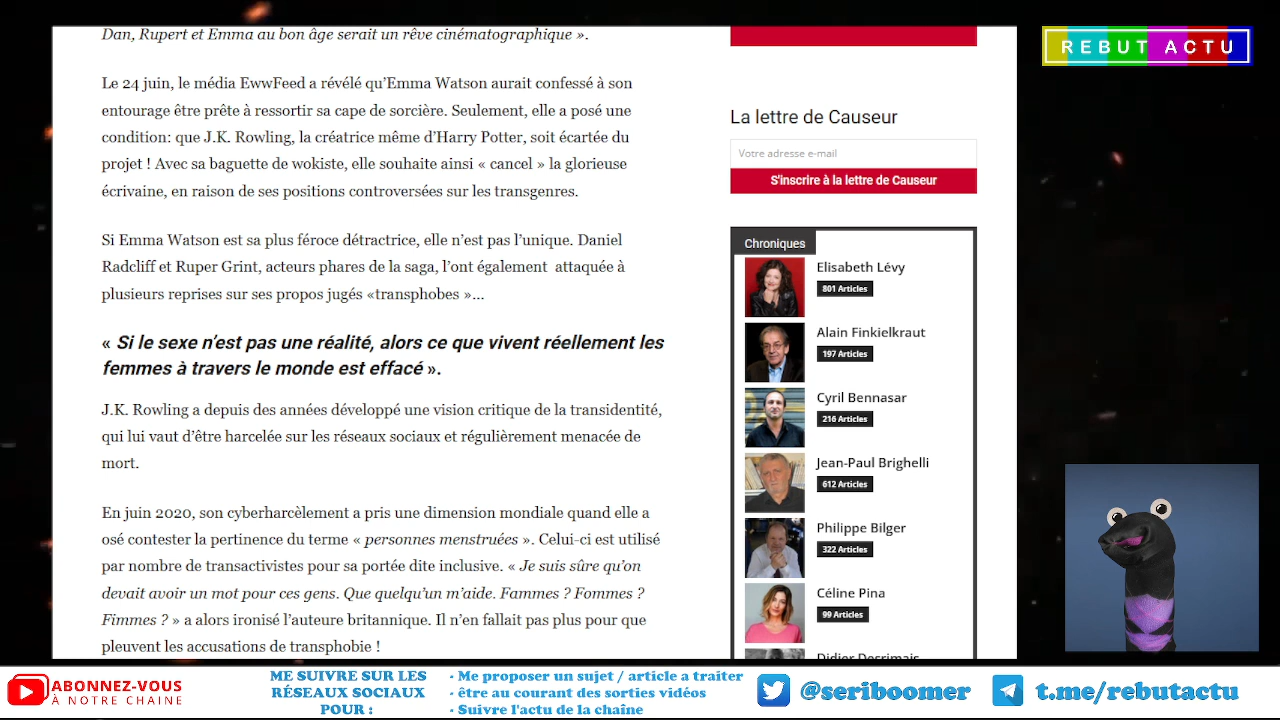 Dan, Rupert et Emma au bon âge serait un rêve cinématographique ».
Le 24 juin, le média EwwFeed a révélé qu’Emma Watson aurait confessé à son
entourage être prête à ressortir sa cape de sorcière. Seulement, elle a posé une
condition: que J.K. Rowling, la créatrice même d’Harry Potter, soit écartée du
projet ! Avec sa baguette de wokiste, elle souhaite ainsi « cancel » la glorieuse
écrivaine, en raison de ses positions controversées sur les transgenres.
Si Emma Watson est sa plus féroce détractrice, elle n’est pas l’unique. Daniel
Radcliff et Ruper Grint, acteurs phares de la saga, l’ont également attaquée à
plusieurs reprises sur ses propos jugés «transphobes »…
« Si le sexe n’est pas une réalité, alors ce que vivent réellement les
femmes à travers le monde est effacé ».
J.K. Rowling a depuis des années développé une vision critique de la transidentité,
qui lui vaut d’être harcelée sur les réseaux sociaux et régulièrement menacée de
mort.
En juin 2020, son cyberharcèlement a pris une dimension mondiale quand elle a
osé contester la pertinence du terme « personnes menstruées ». Celui-ci est utilisé
par nombre de transactivistes pour sa portée dite inclusive. « Je suis sûre qu’on
devait avoir un mot pour ces gens. Que quelqu’un m’aide. Fammes ? Fommes ?
Fimmes ? » a alors ironisé l’auteure britannique. Il n’en fallait pas plus pour que
pleuvent les accusations de transphobie !
La lettre de Causeur
Votre adresse e-mail
S'inscrire à la lettre de Causeur
Chroniques
Elisabeth Lévy
801 Articles
Alain Finkielkraut
197 Articles
Cyril Bennasar
216 Articles
Jean-Paul Brighelli
612 Articles
Philippe Bilger
322 Articles
Céline Pina
99 Articles
Didier Desrimais
REBUT ACTU
ABONNEZ-VOUS
À NOTRE CHAINE
ME SUIVRE SUR LES
RÉSEAUX SOCIAUX
POUR :
- Me proposer un sujet / article a traiter
- être au courant des sorties vidéos
- Suivre l'actu de la chaîne
@seriboomer
t.me/rebutactu